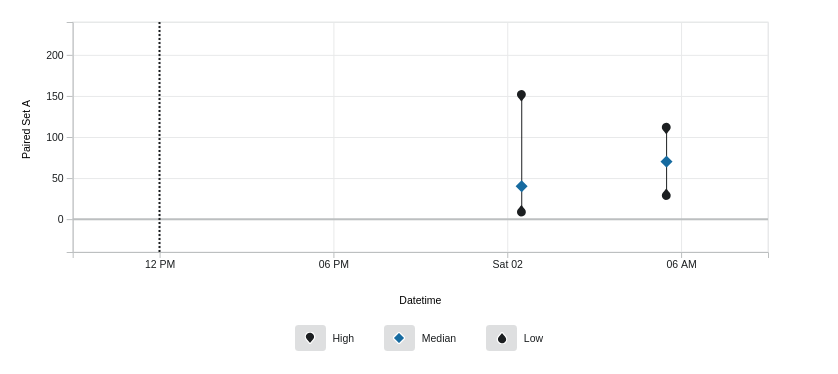 200
150
100
50
0
Paired Set A
12 PM
06 PM
Sat 02
06 AM
Datetime
High
Median
Low